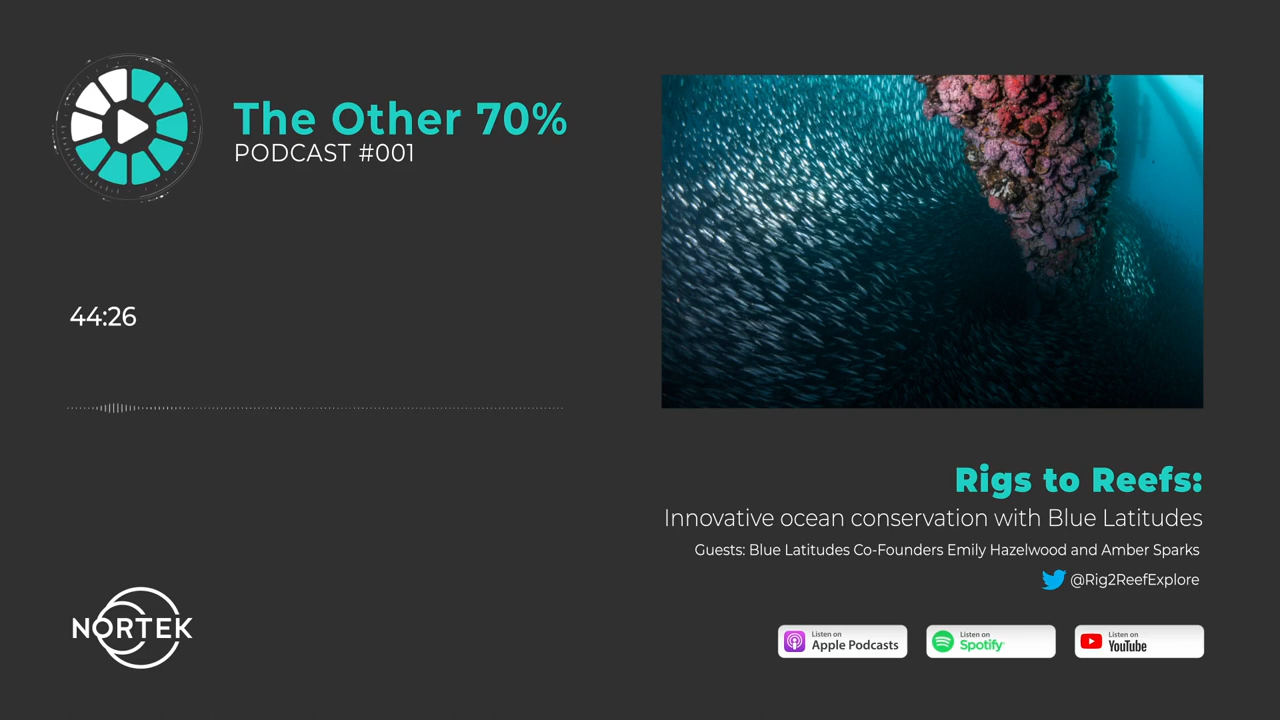 The Other 70%
PODCAST #001
44:26
Rigs to Reefs:
Innovative ocean conservation with Blue Latitudes
Guests: Blue Latitudes Co-Founders Emily Hazelwood and Amber Sparks
@Rig2ReefExplore
NORTEK
Listen on
Apple Podcasts
Listen on
Spotify
Listen on
YouTube